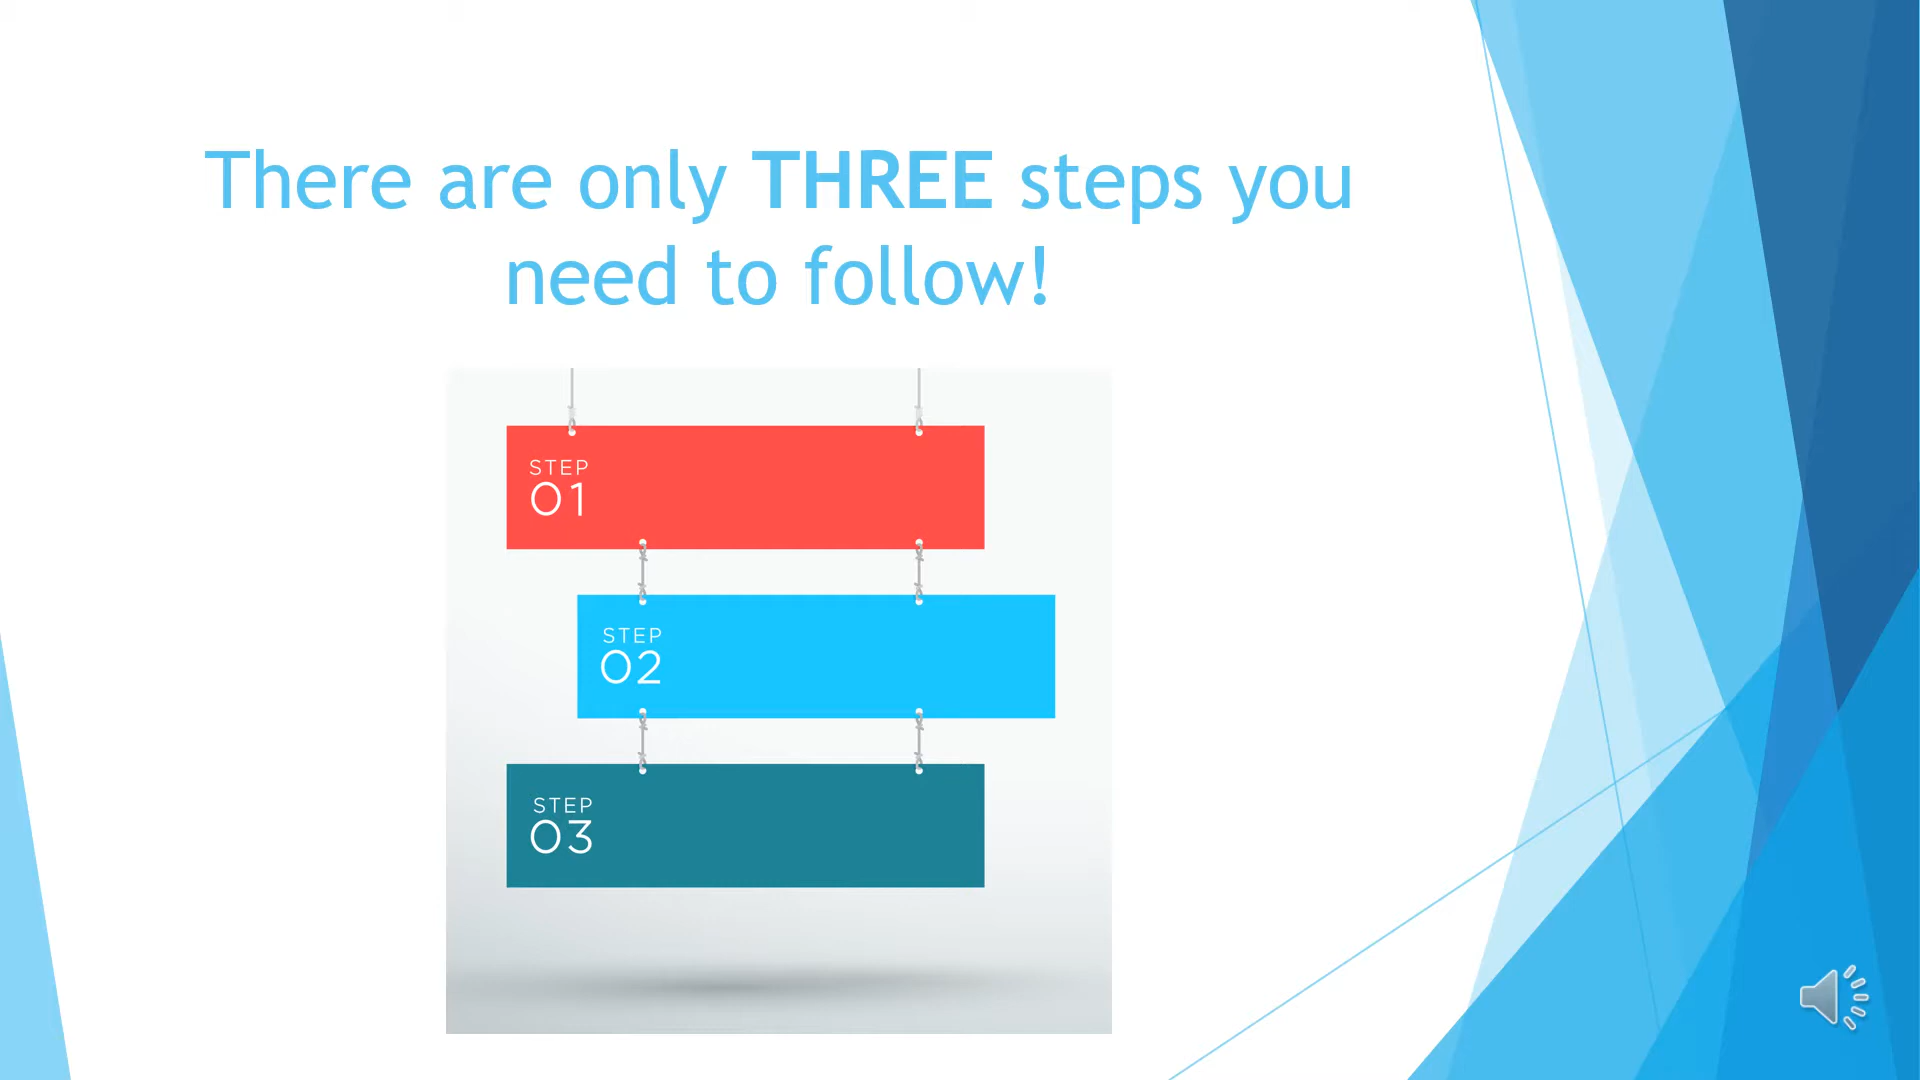 There are only THREE steps you
need to follow!
STEP
01
STEP
02
STEP
03